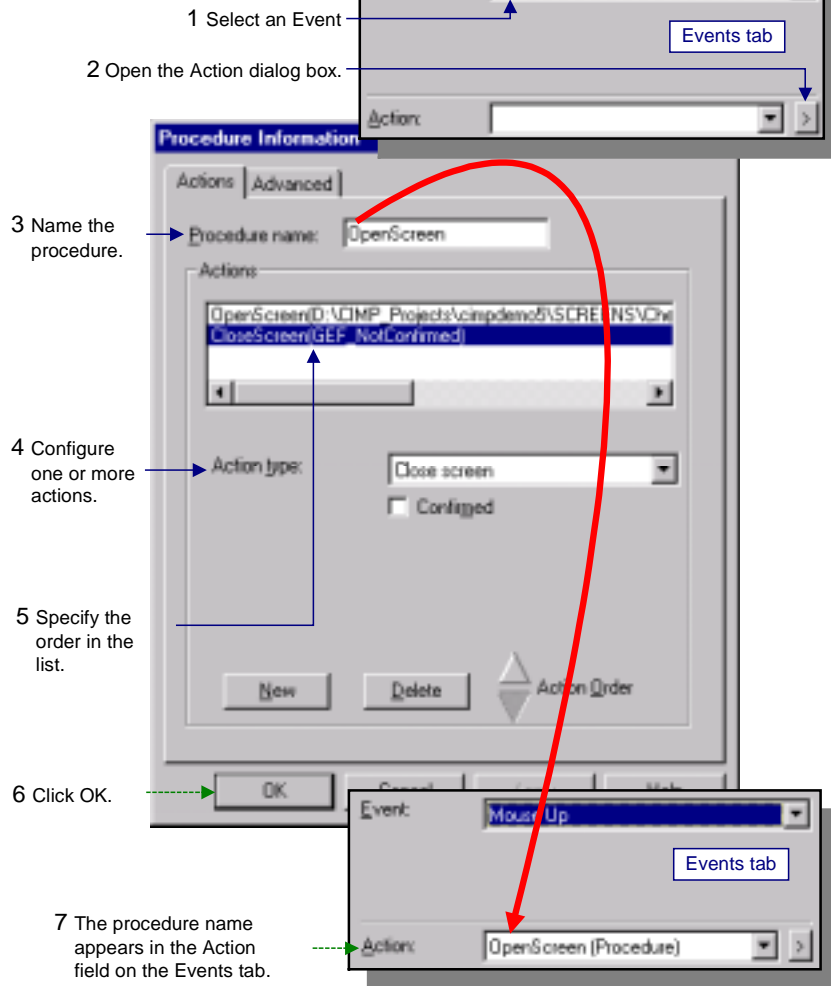 1 Select an Event
Events tab
2 Open the Action dialog box.
Action:
>
Procedure Information
Actions
Advanced
3 Name the
procedure.
Procedure name:
OpenScreen
Actions
OpenScreen(D:\CIMP_Projects\cimpdemo5\SCREENS\Che
CloseScreen(GEF_NotConfirmed)
4 Configure
one or more
actions.
Action type:
Close screen
Confirmed
5 Specify the
order in the
list.
New
Delete
Action Order
6 Click OK.
OK
Cancel
Help
Event:
Mouse Up
Events tab
7 The procedure name
appears in the Action
field on the Events tab.
Action:
OpenScreen (Procedure)
>